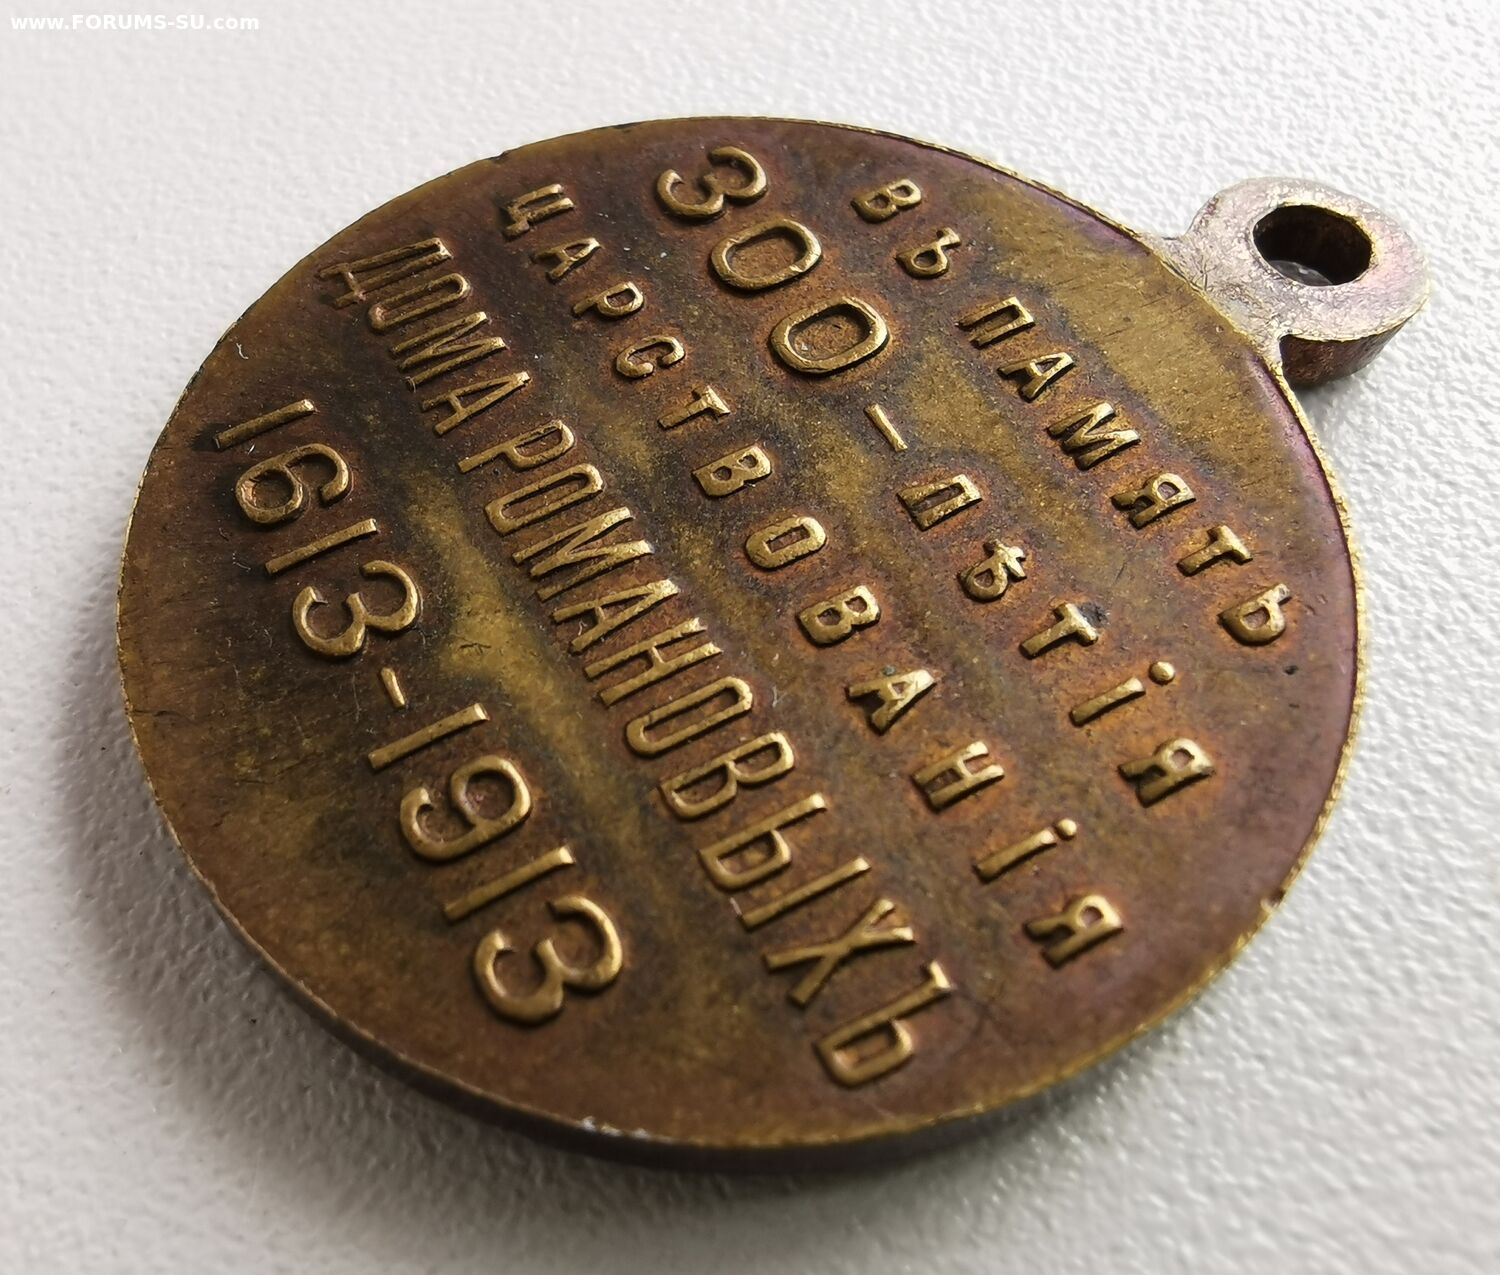 www.FORUMS-SU.com
ВЪ ПАМЯТЬ
300-ЛѢТІЯ
ЦАРСТВОВАНІЯ
ДОМА РОМАНОВЫХЪ
1613-1913